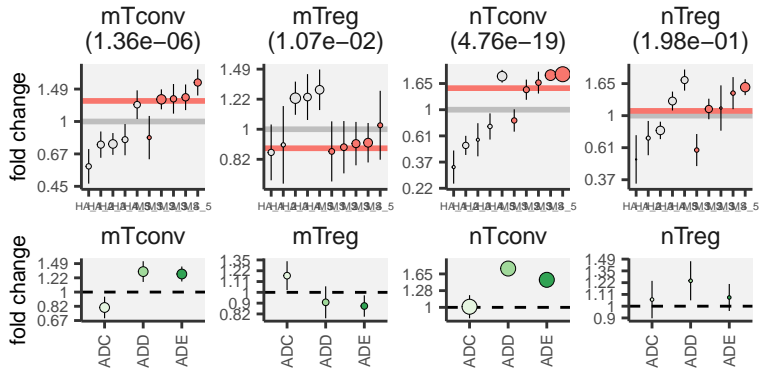 mTconv
(1.36e−06)
mTreg
(1.07e−02)
nTconv
(4.76e−19)
nTreg
(1.98e−01)
fold change
1.49
1
0.67
0.45
1.49
1.22
1
0.82
1.65
1
0.61
0.37
0.22
1.65
1
0.61
0.37
mTconv
mTreg
nTconv
nTreg
fold change
1.49
1.22
1
0.82
0.67
1.35
1.22
1.11
1
0.9
0.82
1.65
1.28
1
1.49
1.35
1.22
1.11
1
0.9
ADC
ADD
ADE
ADC
ADD
ADE
ADC
ADD
ADE
ADC
ADD
ADE